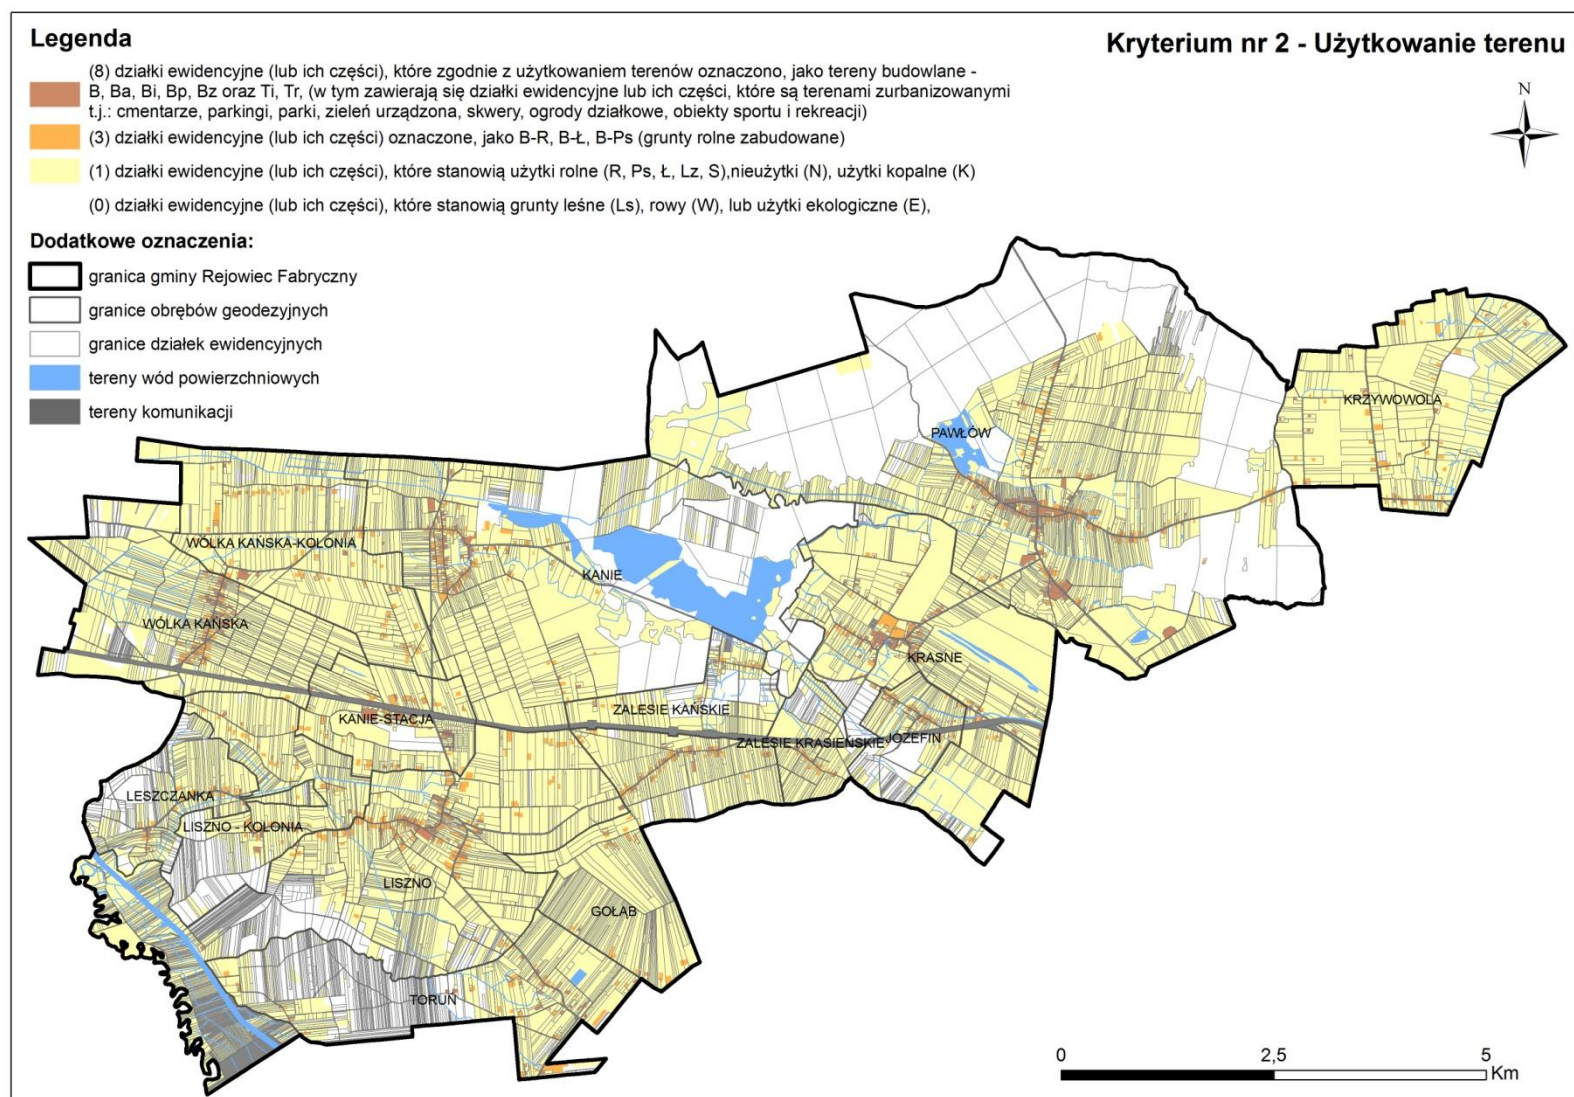 Legenda
Kryterium nr 2 - Użytkowanie terenu
(8) działki ewidencyjne (lub ich części), które zgodnie z użytkowaniem terenów oznaczono, jako tereny budowlane -
B, Ba, Bi, Bp, Bz oraz Ti, Tr, (w tym zawierają się działki ewidencyjne lub ich części, które są terenami zurbanizowanymi
t.j.: cmentarze, parkingi, parki, zieleń urządzona, skwery, ogrody działkowe, obiekty sportu i rekreacji)
(3) działki ewidencyjne (lub ich części) oznaczone, jako B-R, B-Ł, B-Ps (grunty rolne zabudowane)
(1) działki ewidencyjne (lub ich części), które stanowią użytki rolne (R, Ps, Ł, Lz, S),nieużytki (N), użytki kopalne (K)
(0) działki ewidencyjne (lub ich części), które stanowią grunty leśne (Ls), rowy (W), lub użytki ekologiczne (E),
N
Dodatkowe oznaczenia:
granica gminy Rejowiec Fabryczny
granice obrębów geodezyjnych
granice działek ewidencyjnych
tereny wód powierzchniowych
tereny komunikacji
KRZYWOWOLA
PAWŁÓW
WÓLKA KAŃSKA-KOLONIA
KANIE
WÓLKA KAŃSKA
KRASNE
ZALESIE KAŃSKIE
KANIE-STACJA
ZALESIE KRASIEŃSKIE
JÓZEFIN
LESZCZANKA
LISZNO - KOLONIA
LISZNO
GOŁĄB
TORUŃ
0 2,5 5
Km